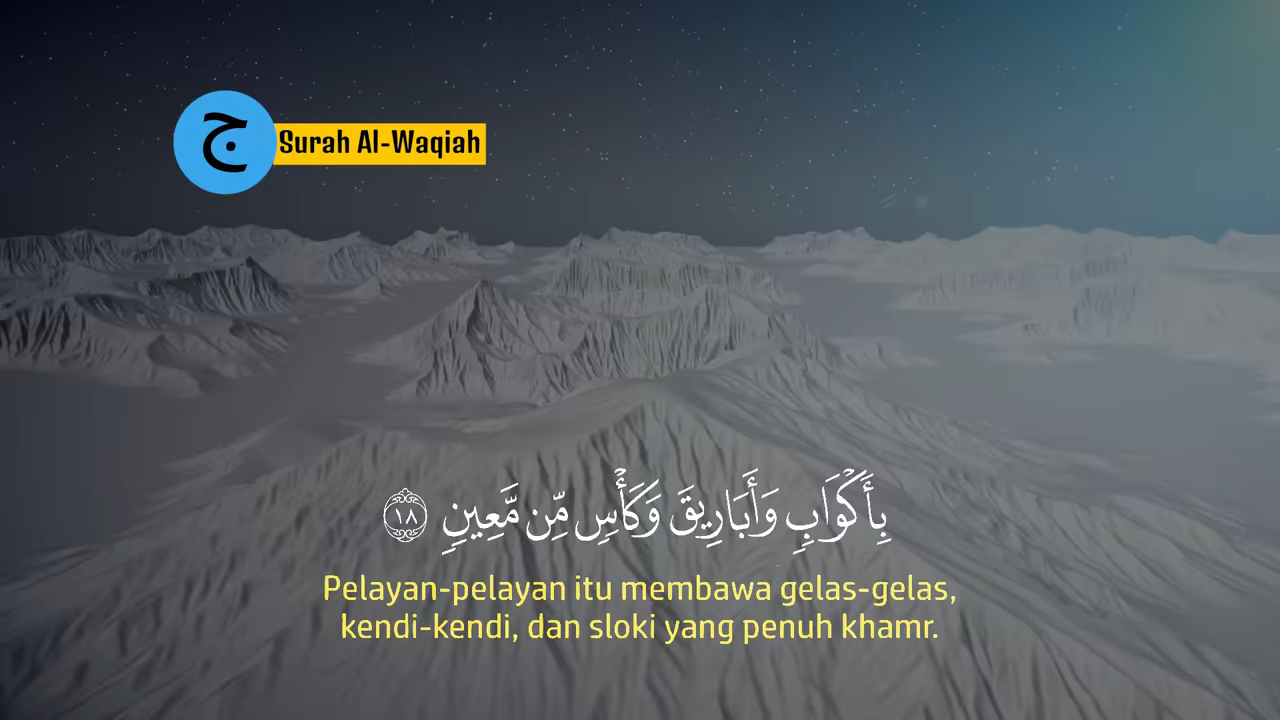 ج
Surah Al-Waqiah
بِأَكْوَابٍ وَأَبَارِيقَ وَكَأْسٍ مِّن مَّعِينٍ ١٨
Pelayan-pelayan itu membawa gelas-gelas,
kendi-kendi, dan sloki yang penuh khamr.